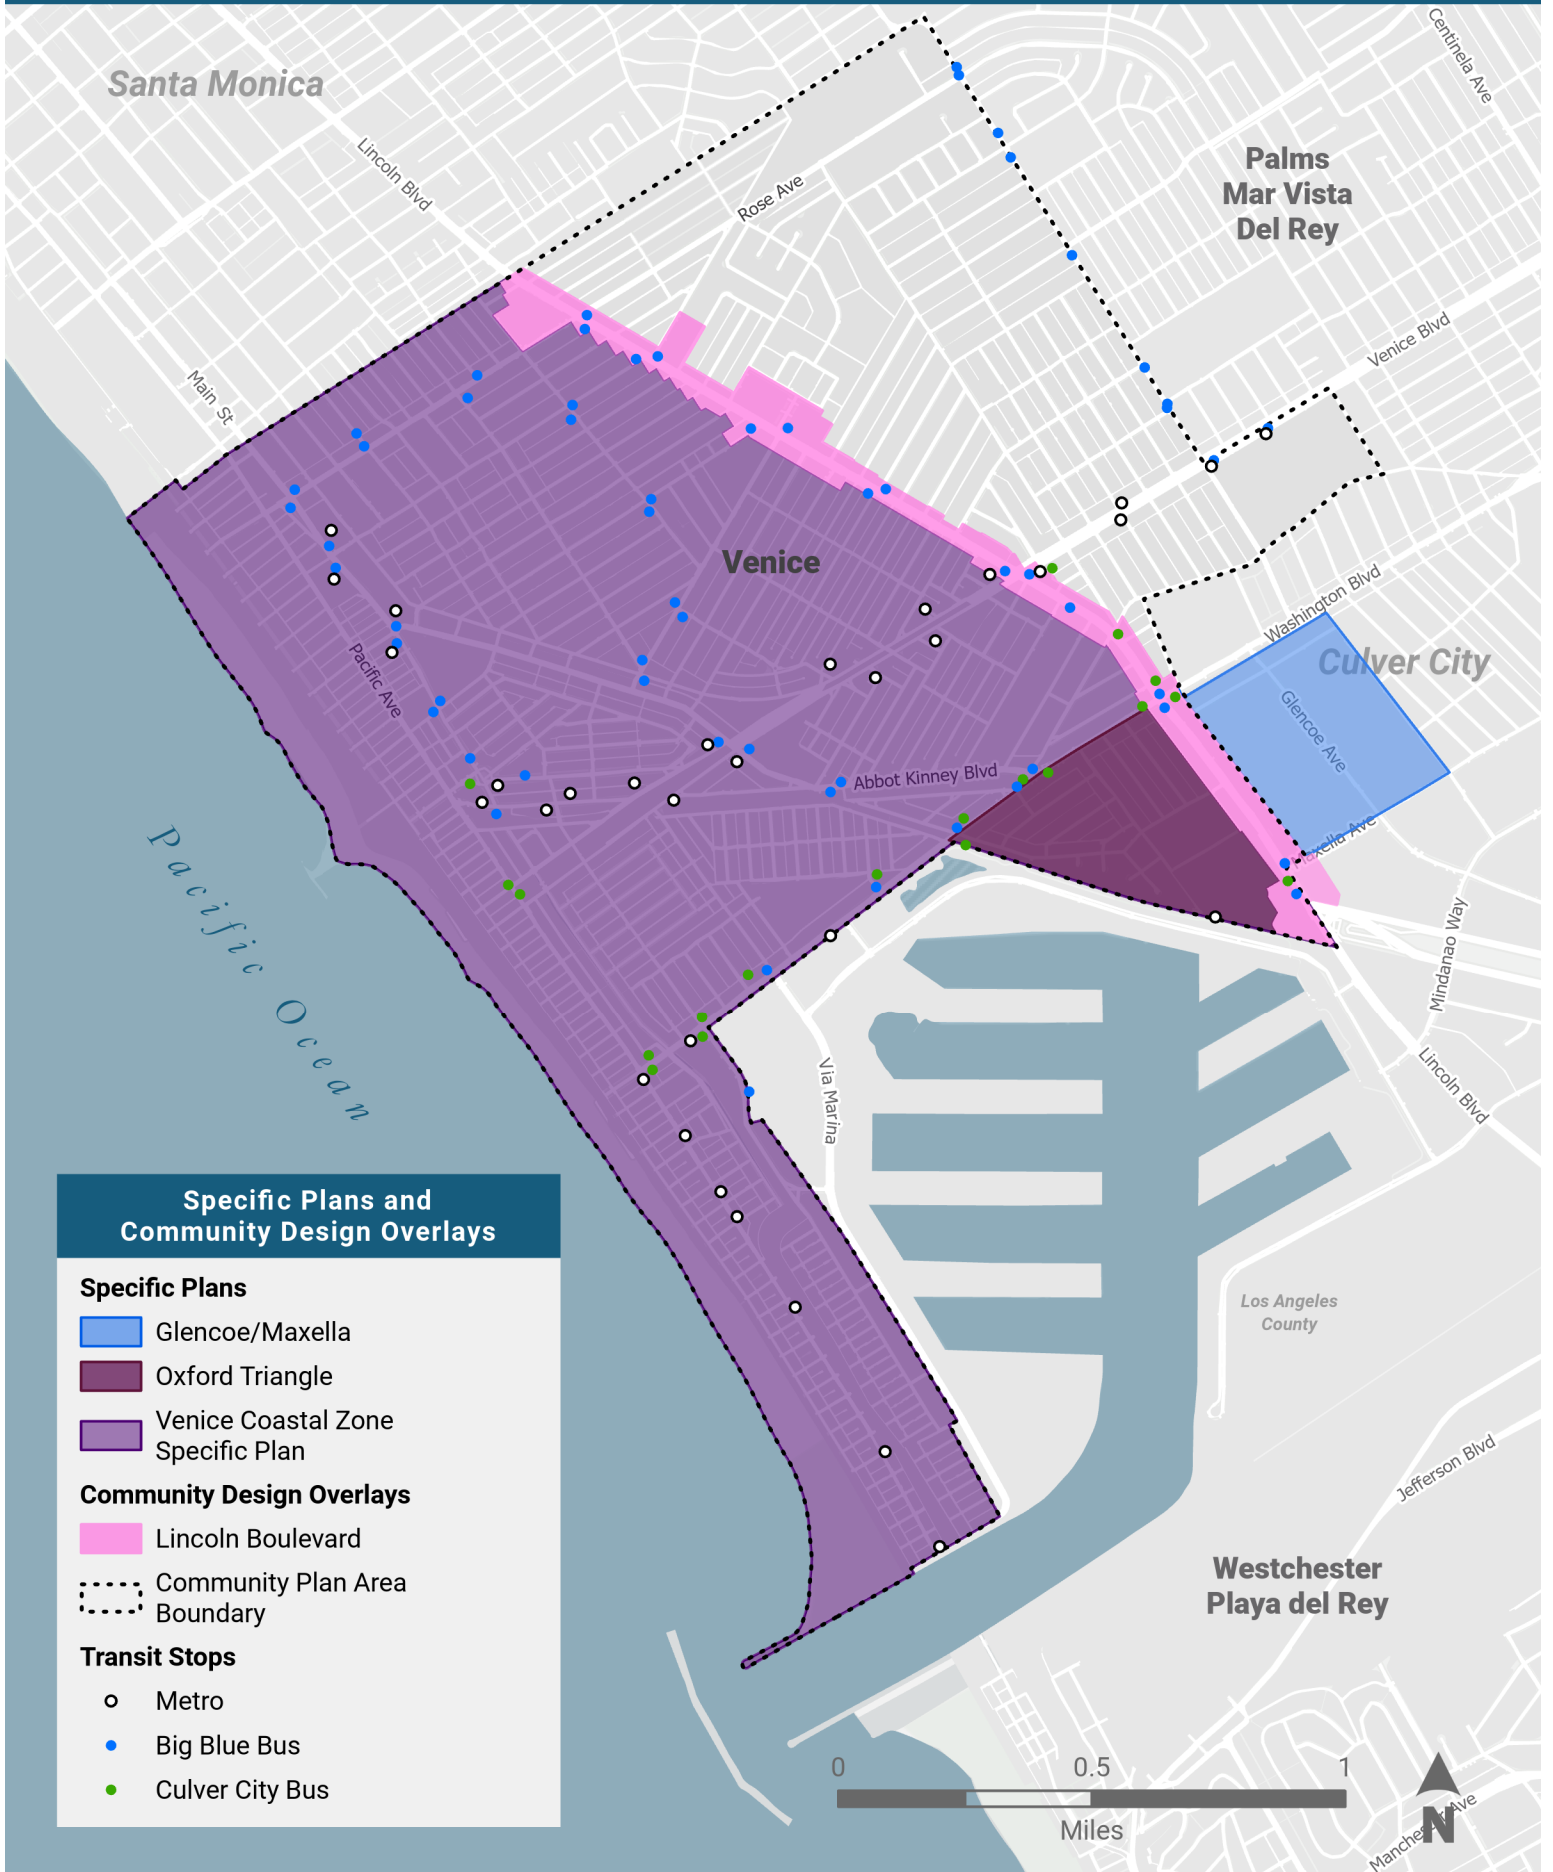 Santa Monica
Centinela Ave
Lincoln Blvd
Rose Ave
Palms
Mar Vista
Del Rey
Venice Blvd
Main St
Venice
Washington Blvd
Culver City
Pacific Ave
Glencoe Ave
Abbot Kinney Blvd
Maxella Ave
Pacific Ocean
Mindanao Way
Via Marina
Lincoln Blvd
Los Angeles
County
Jefferson Blvd
Westchester
Playa del Rey
Manchester Ave
Specific Plans and
Community Design Overlays
Specific Plans
Glencoe/Maxella
Oxford Triangle
Venice Coastal Zone
Specific Plan
Community Design Overlays
Lincoln Boulevard
Community Plan Area
Boundary
Transit Stops
Metro
Big Blue Bus
Culver City Bus
0 0.5 1
Miles
N